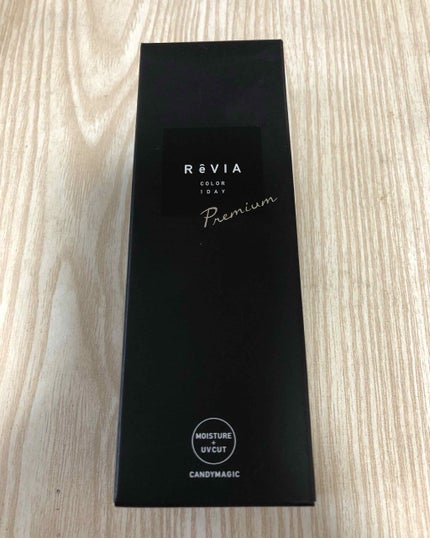 RêVIA
COLOR
1DAY
Premium
MOISTURE
+
UVCUT
CANDYMAGIC